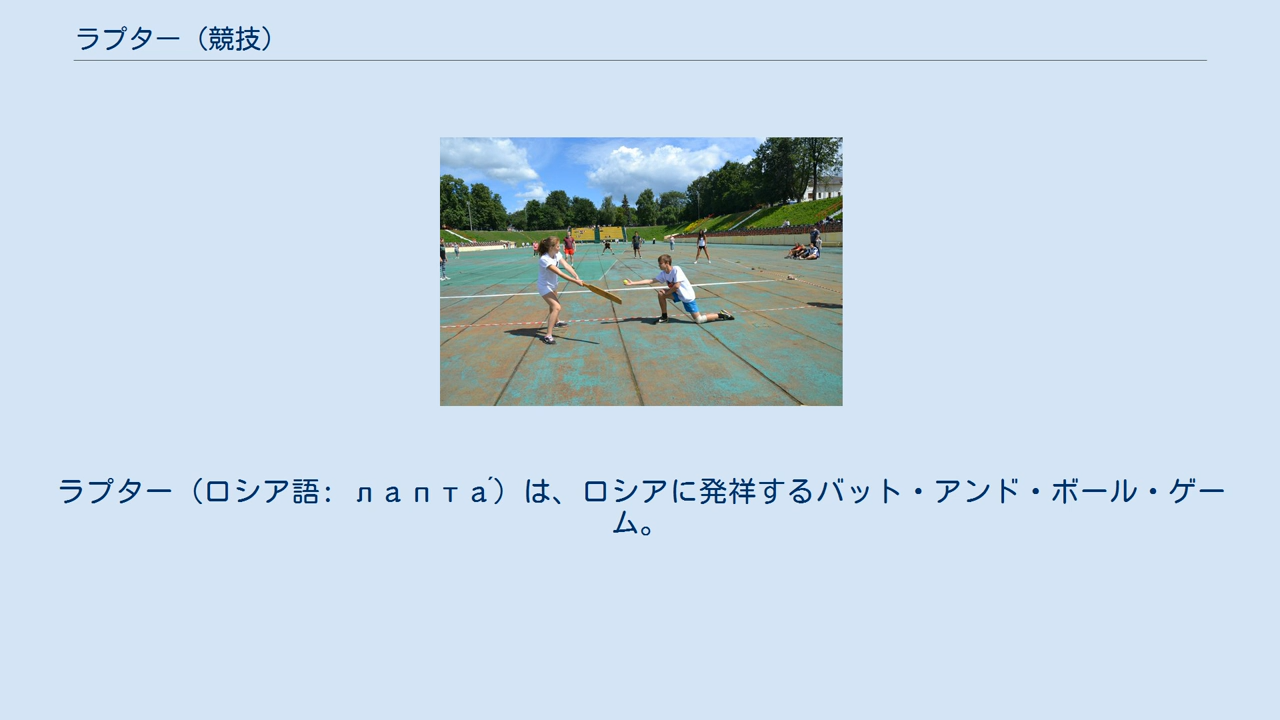 ラプター（競技）
ラプター（ロシア語: лапта́）は、ロシアに発祥するバット・アンド・ボール・ゲー
ム。